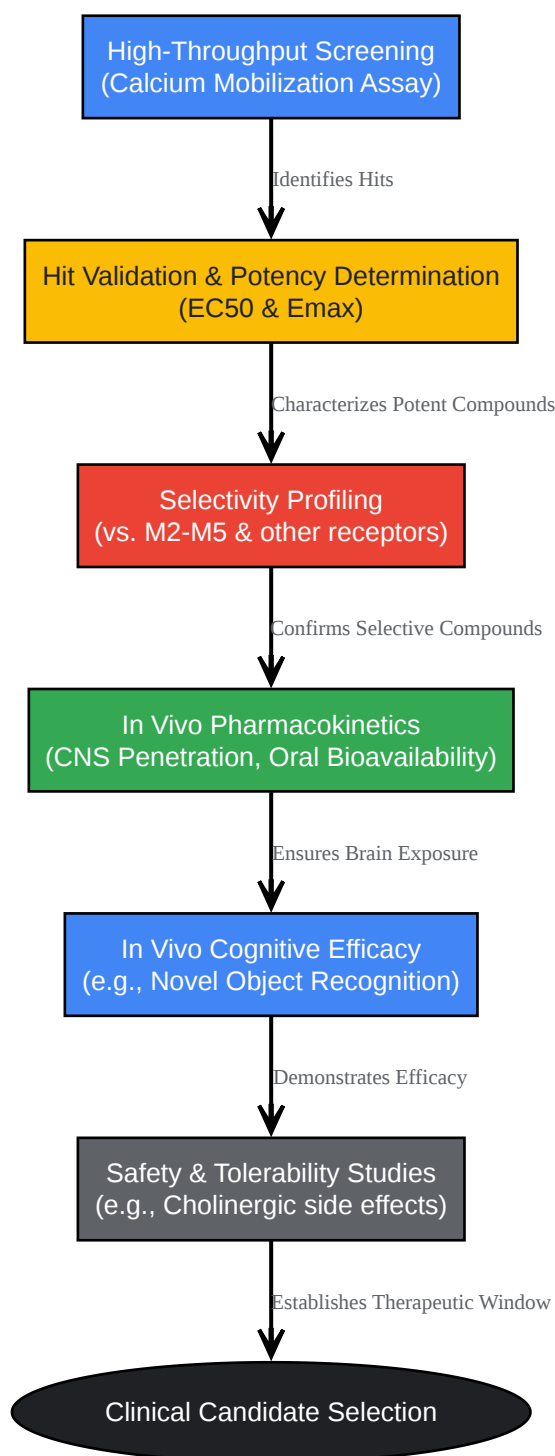 High-Throughput Screening
(Calcium Mobilization Assay)
Identifies Hits
Hit Validation & Potency Determination
(EC50 & Emax)
Characterizes Potent Compounds
Selectivity Profiling
(vs. M2-M5 & other receptors)
Confirms Selective Compounds
In Vivo Pharmacokinetics
(CNS Penetration, Oral Bioavailability)
Ensures Brain Exposure
In Vivo Cognitive Efficacy
(e.g., Novel Object Recognition)
Demonstrates Efficacy
Safety & Tolerability Studies
(e.g., Cholinergic side effects)
Establishes Therapeutic Window
Clinical Candidate Selection